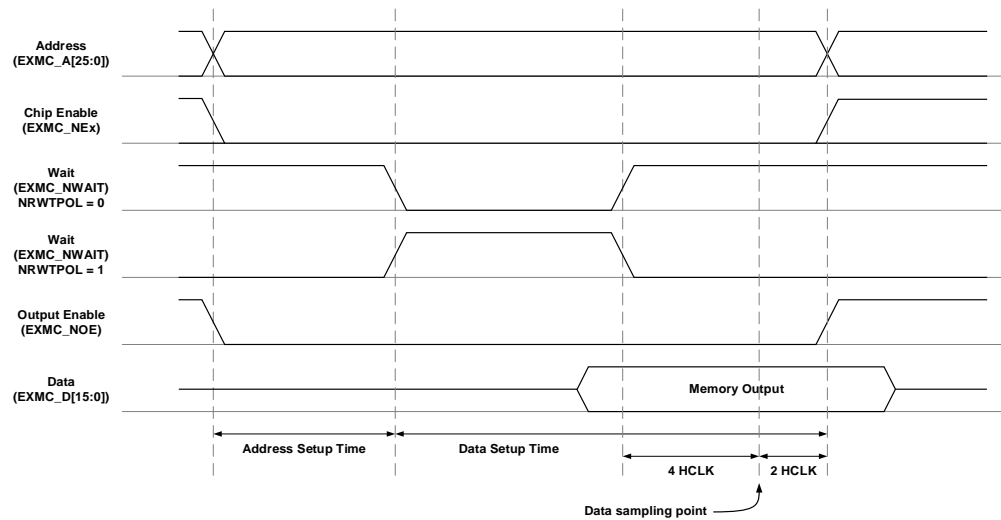 Address
(EXMC_A[25:0])
Chip Enable
(EXMC_NEx)
Wait
(EXMC_NWAIT)
NRWTPOL = 0
Wait
(EXMC_NWAIT)
NRWTPOL = 1
Output Enable
(EXMC_NOE)
Data
(EXMC_D[15:0])
Memory Output
Address Setup Time
Data Setup Time
4 HCLK
2 HCLK
Data sampling point